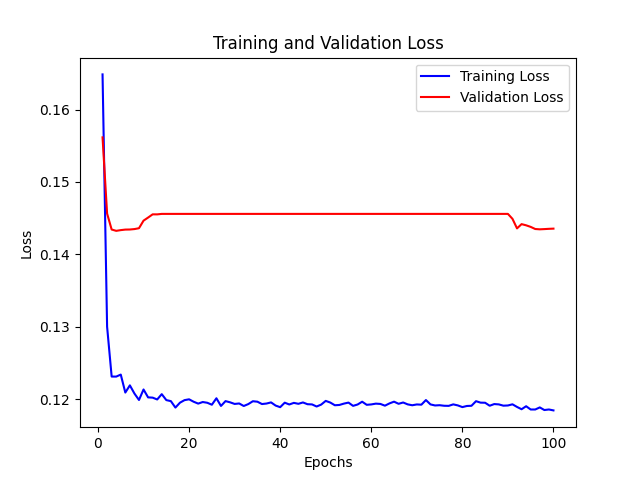 Training and Validation Loss
Training Loss
Validation Loss
Loss
0.16
0.15
0.14
0.13
0.12
0
20
40
60
80
100
Epochs